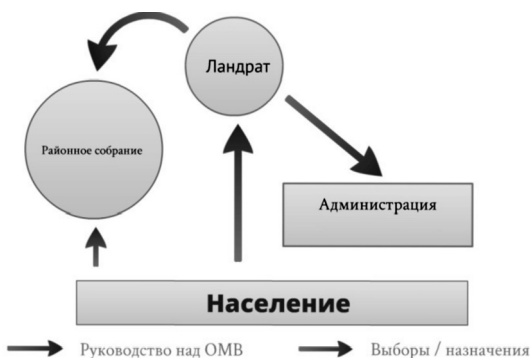 Ландрат
Районное собрание
Администрация
Население
Руководство над ОМВ
Выборы / назначения